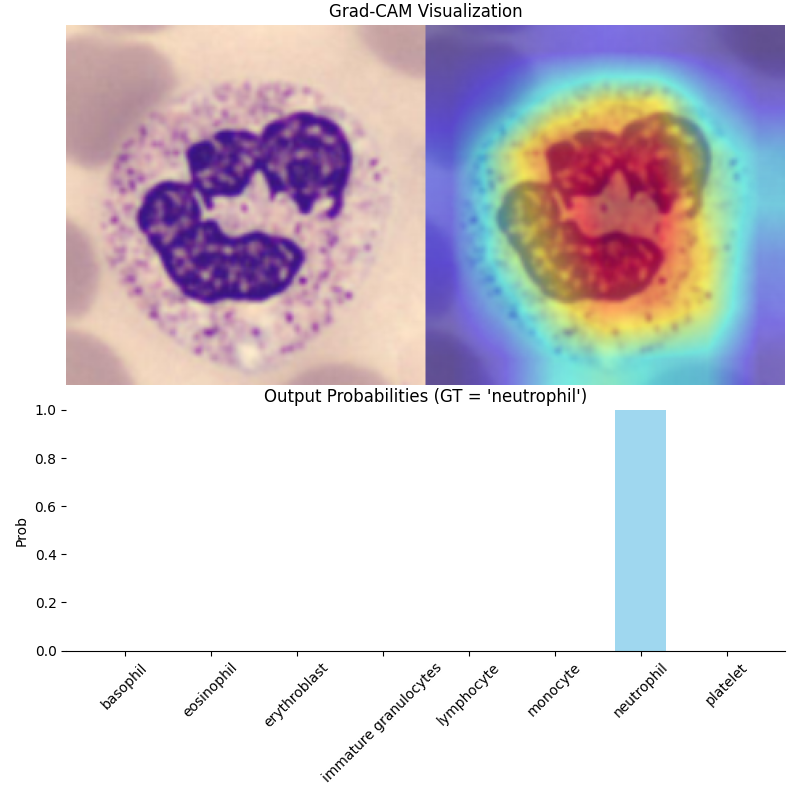 Grad-CAM Visualization
Output Probabilities (GT = 'neutrophil')
1.0
0.8
0.6
0.4
0.2
0.0
Prob
basophil
eosinophil
erythroblast
immature granulocytes
lymphocyte
monocyte
neutrophil
platelet